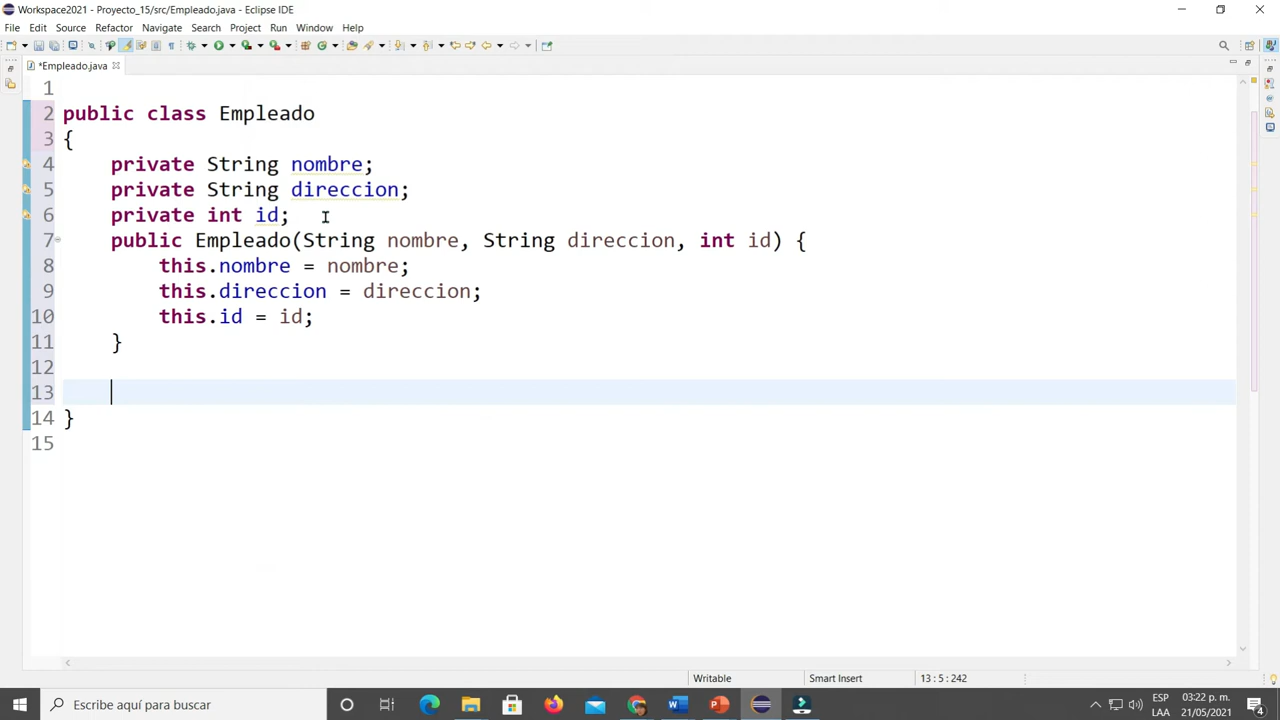 Workspace2021 - Proyecto_15/src/Empleado.java - Eclipse IDE
File Edit Source Refactor Navigate Search Project Run Window Help
*Empleado.java
1
2 public class Empleado
3 {
4 private String nombre;
5 private String direccion;
6 private int id;
7 public Empleado(String nombre, String direccion, int id) {
8 this.nombre = nombre;
9 this.direccion = direccion;
10 this.id = id;
11 }
12
13
14 }
15
Writable Smart Insert 13 : 5 : 242
Escribe aquí para buscar
ESP 03:22 p. m.
LAA 21/05/2021 4